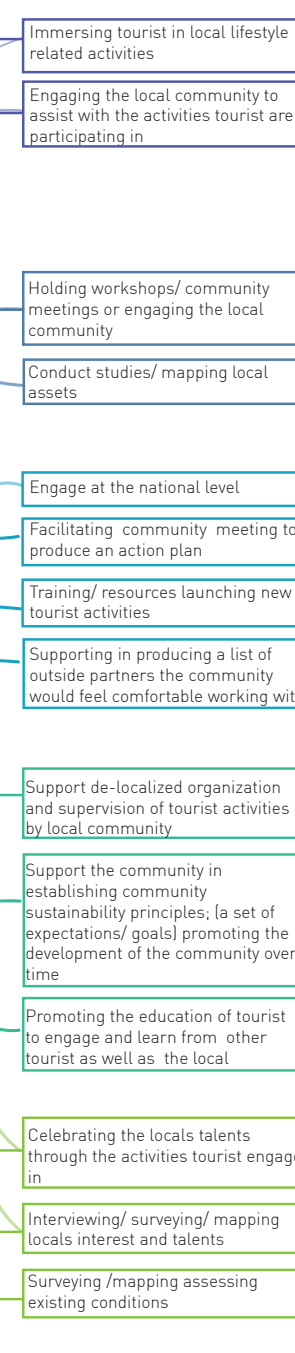 Immersing tourist in local lifestyle
related activities
Engaging the local community to
assist with the activities tourist are
participating in
Holding workshops/ community
meetings or engaging the local
community
Conduct studies/ mapping local
assets
Engage at the national level
Facilitating community meeting to
produce an action plan
Training/ resources launching new
tourist activities
Supporting in producing a list of
outside partners the community
would feel comfortable working wit
Support de-localized organization
and supervision of tourist activities
by local community
Support the community in
establishing community
sustainability principles; (a set of
expectations/ goals) promoting the
development of the community over
time
Promoting the education of tourist
to engage and learn from other
tourist as well as the local
Celebrating the locals talents
through the activities tourist engage
in
Interviewing/ surveying/ mapping
locals interest and talents
Surveying /mapping assessing
existing conditions